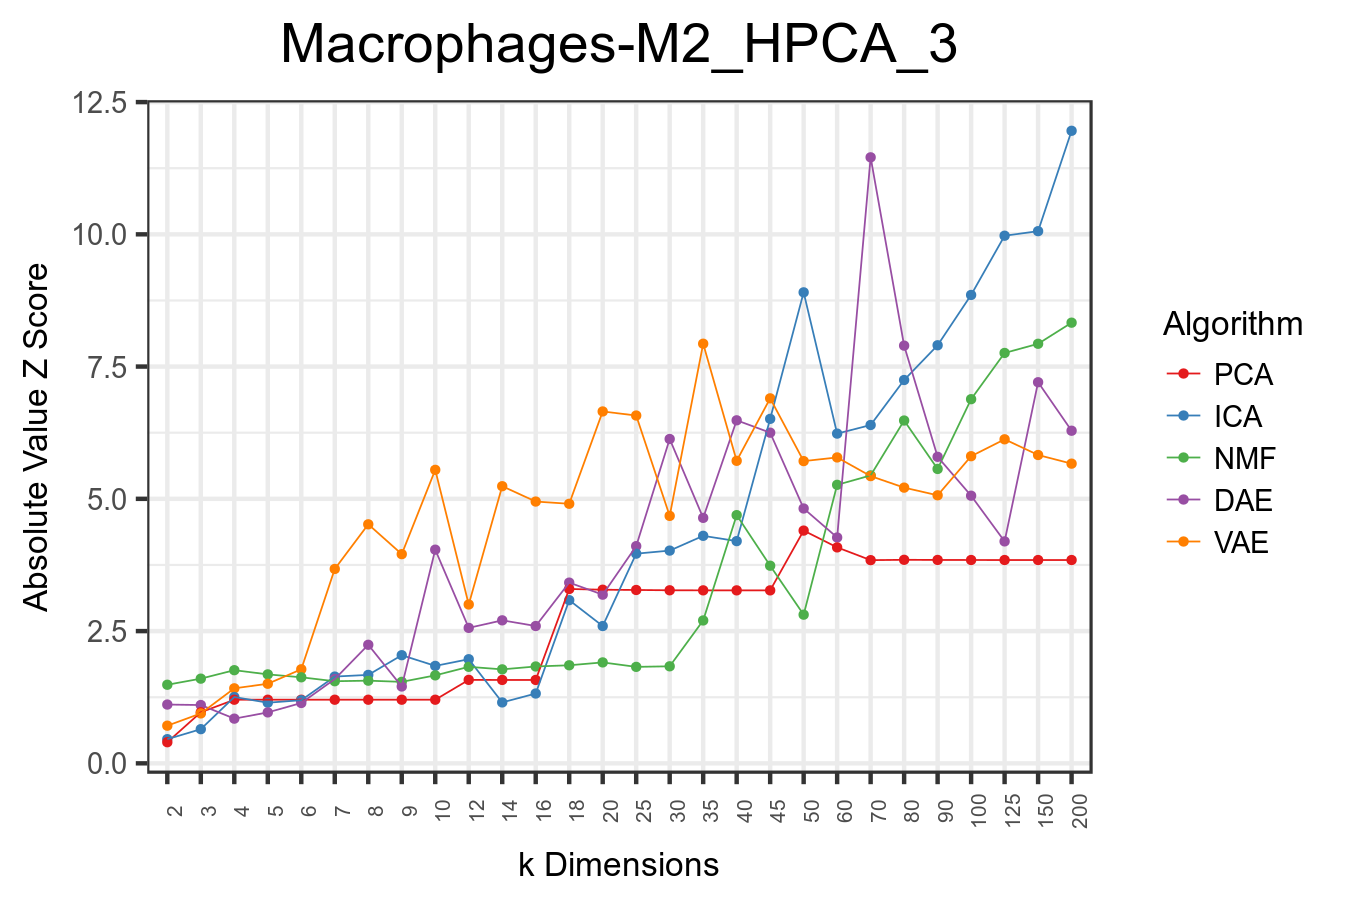 Macrophages-M2_HPCA_3
Absolute Value Z Score
12.5
10.0
7.5
5.0
2.5
0.0
2 3 4 5 6 7 8 9 10 12 14 16 18 20 25 30 35 40 45 50 60 70 80 90 100 125 150 200
k Dimensions
Algorithm
PCA
ICA
NMF
DAE
VAE